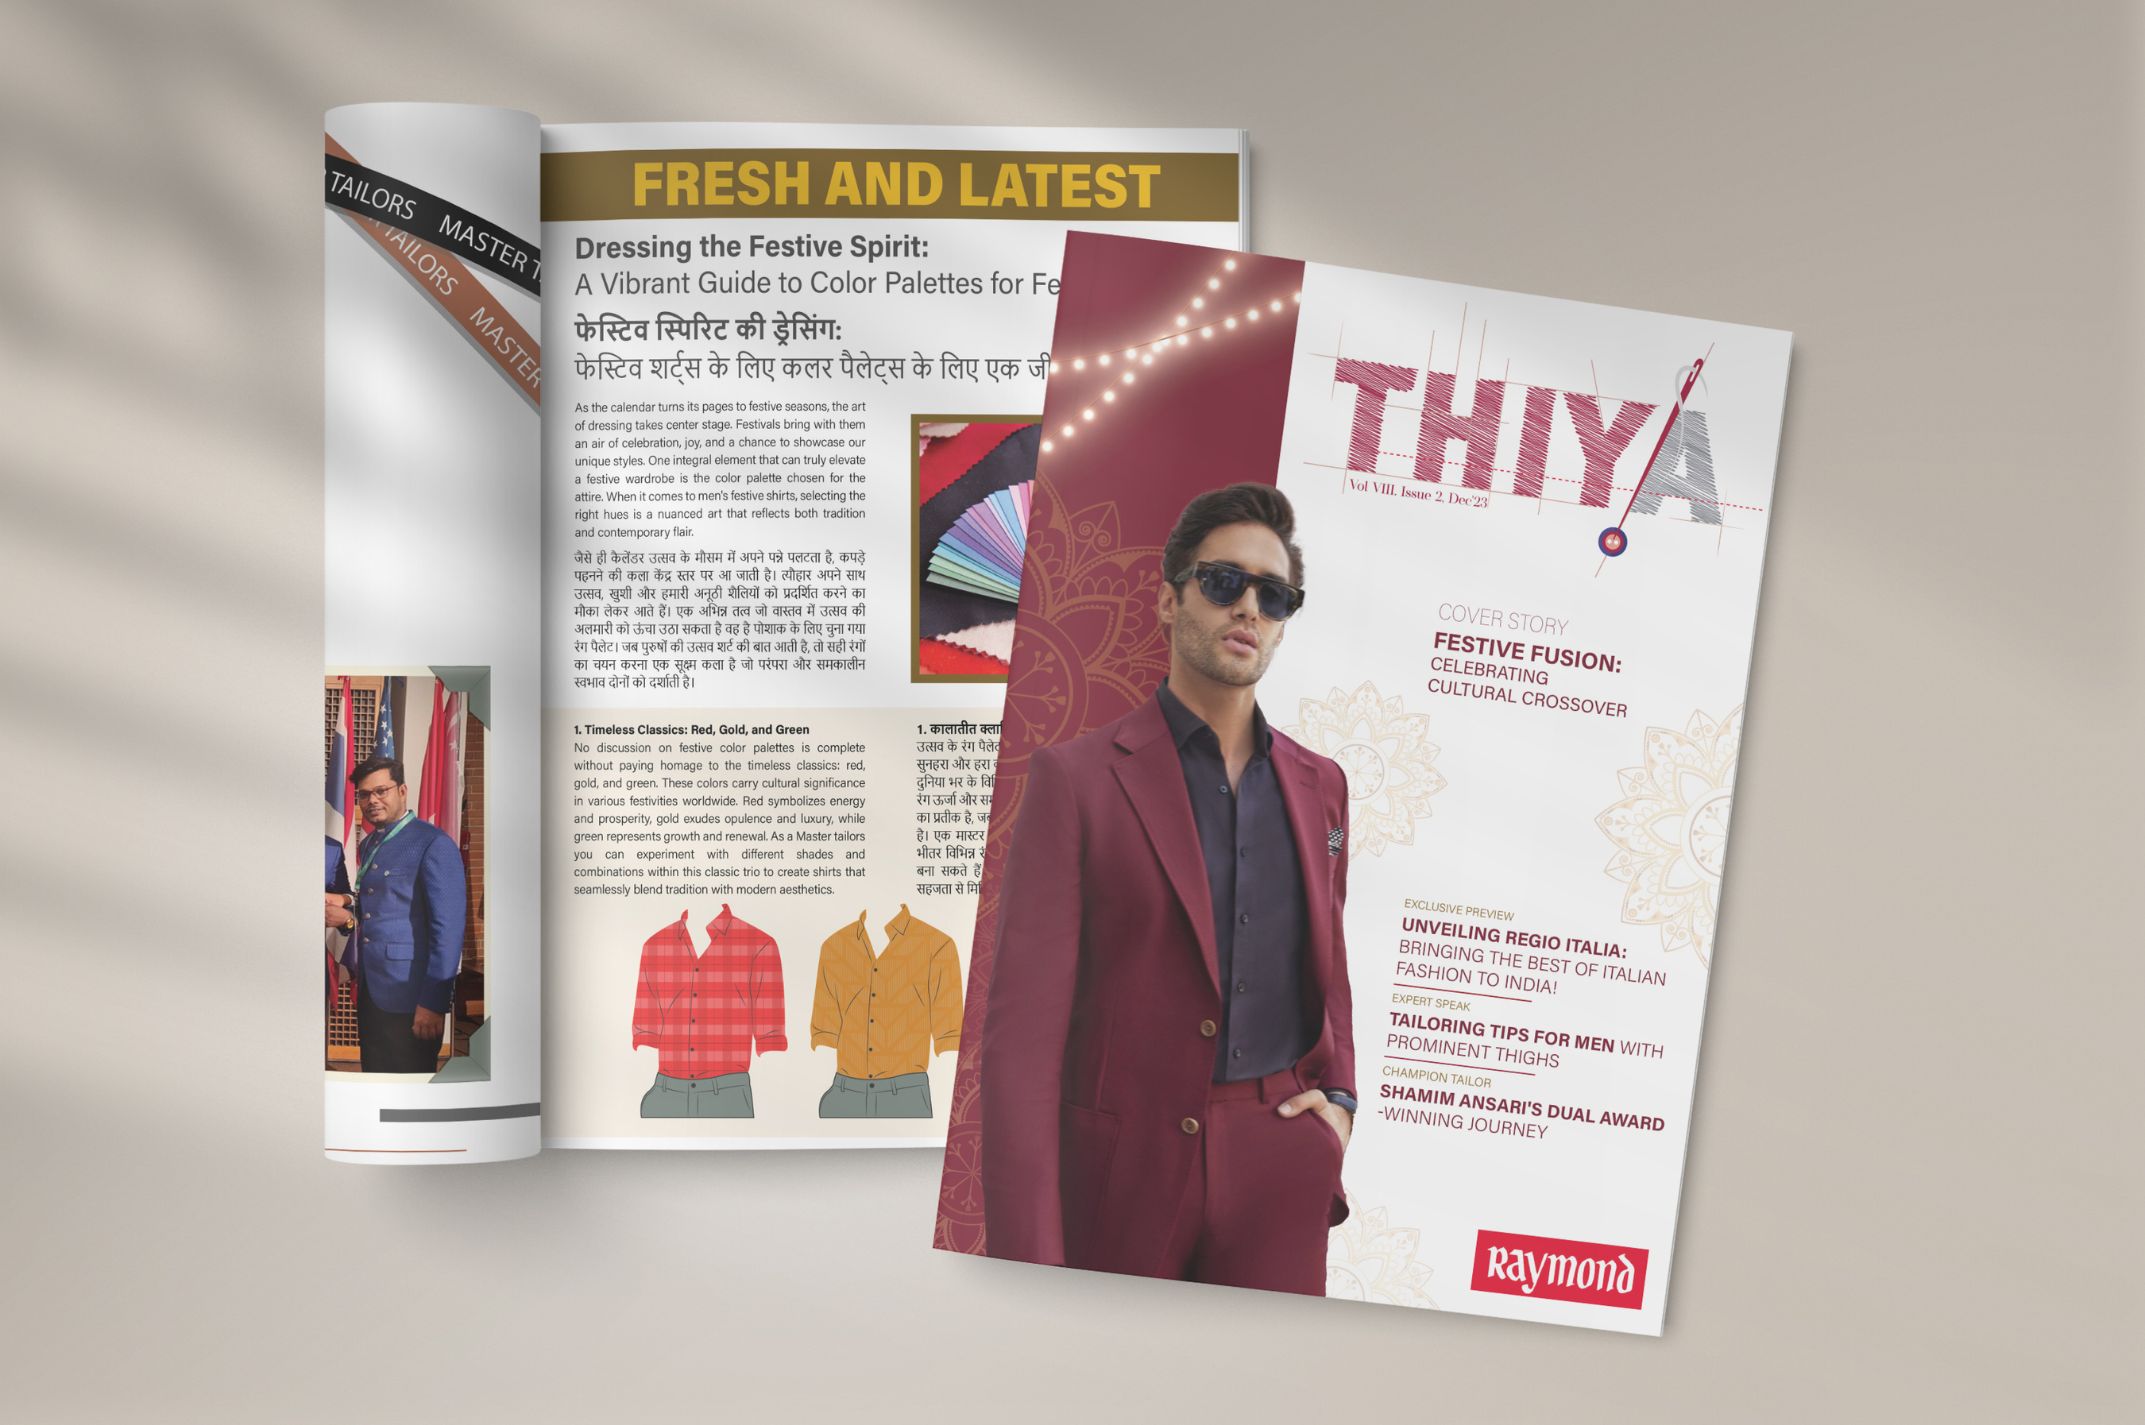 TAILORS MASTER
TAILORS MASTER
FRESH AND LATEST
Dressing the Festive Spirit:
A Vibrant Guide to Color Palettes for Fe
फेस्टिव स्पिरिट की ड्रेसिंग:
फेस्टिव शर्ट्स के लिए कलर पैलेट्स के लिए एक जी
As the calendar turns its pages to festive seasons, the art
of dressing takes center stage. Festivals bring with them
an air of celebration, joy, and a chance to showcase our
unique styles. One integral element that can truly elevate
a festive wardrobe is the color palette chosen for the
attire. When it comes to men's festive shirts, selecting the
right hues is a nuanced art that reflects both tradition
and contemporary flair.
जैसे ही कैलेंडर उत्सव के मौसम में अपने पन्ने पलटता है, कपड़े
पहनने की कला केंद्र स्तर पर आ जाती है। त्यौहार अपने साथ
उत्सव, खुशी और हमारी अनूठी शैलियों को प्रदर्शित करने का
मौका लेकर आते हैं। एक अभिन्न तत्व जो वास्तव में उत्सव की
अलमारी को ऊंचा उठा सकता है वह है पोशाक के लिए चुना गया
रंग पैलेट। जब पुरुषों की उत्सव शर्ट की बात आती है, तो सही रंगों
का चयन करना एक सूक्ष्म कला है जो परंपरा और समकालीन
स्वभाव दोनों को दर्शाती है।
1. Timeless Classics: Red, Gold, and Green
No discussion on festive color palettes is complete
without paying homage to the timeless classics: red,
gold, and green. These colors carry cultural significance
in various festivities worldwide. Red symbolizes energy
and prosperity, gold exudes opulence and luxury, while
green represents growth and renewal. As a Master tailors
you can experiment with different shades and
combinations within this classic trio to create shirts that
seamlessly blend tradition with modern aesthetics.
1. कालातीत क्ला
उत्सव के रंग पैले
सुनहरा और हरा
दुनिया भर के वि
रंग ऊर्जा और सम
का प्रतीक है, जब
है। एक मास्टर
भीतर विभिन्न
बना सकते हैं
सहजता से मि
THIYA
Vol VIII, Issue 2, Dec'23
COVER STORY
FESTIVE FUSION:
CELEBRATING
CULTURAL CROSSOVER
EXCLUSIVE PREVIEW
UNVEILING REGIO ITALIA:
BRINGING THE BEST OF ITALIAN
FASHION TO INDIA!
EXPERT SPEAK
TAILORING TIPS FOR MEN WITH
PROMINENT THIGHS
CHAMPION TAILOR
SHAMIM ANSARI'S DUAL AWARD
-WINNING JOURNEY
Raymond